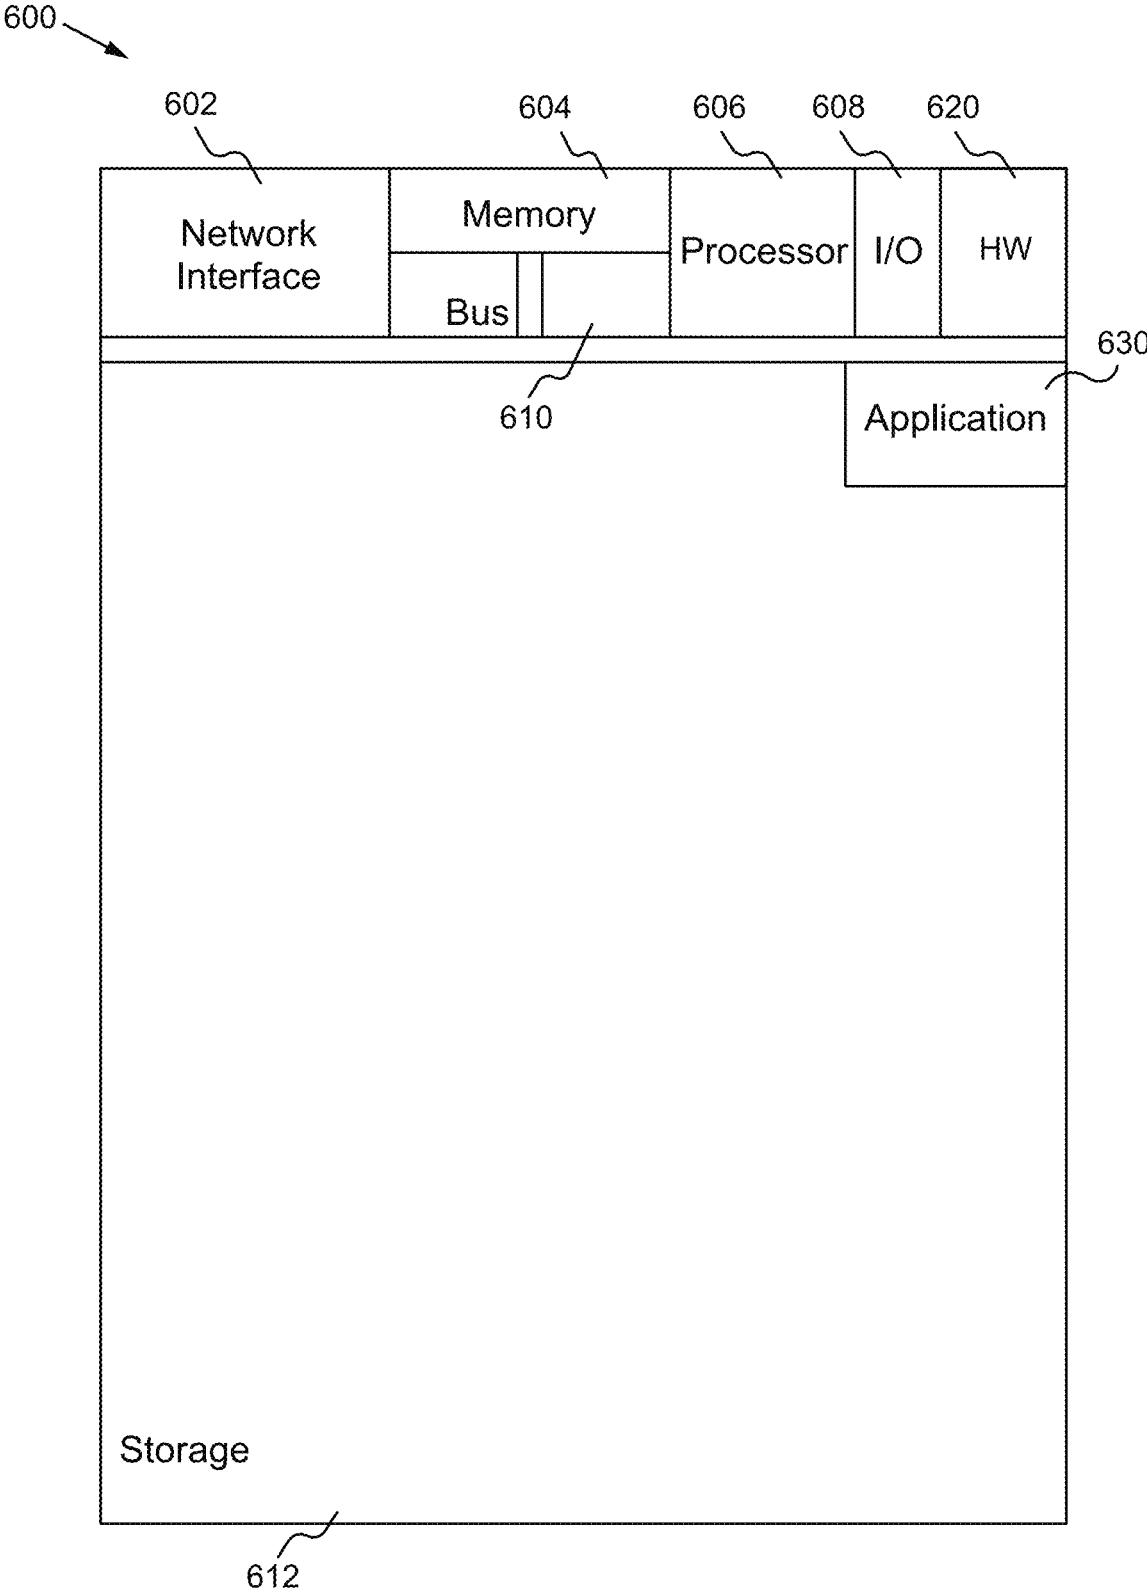 600
602
604
606
608
620
Memory
Network
Interface
Processor
I/O
HW
Bus
630
610
Application
Storage
612